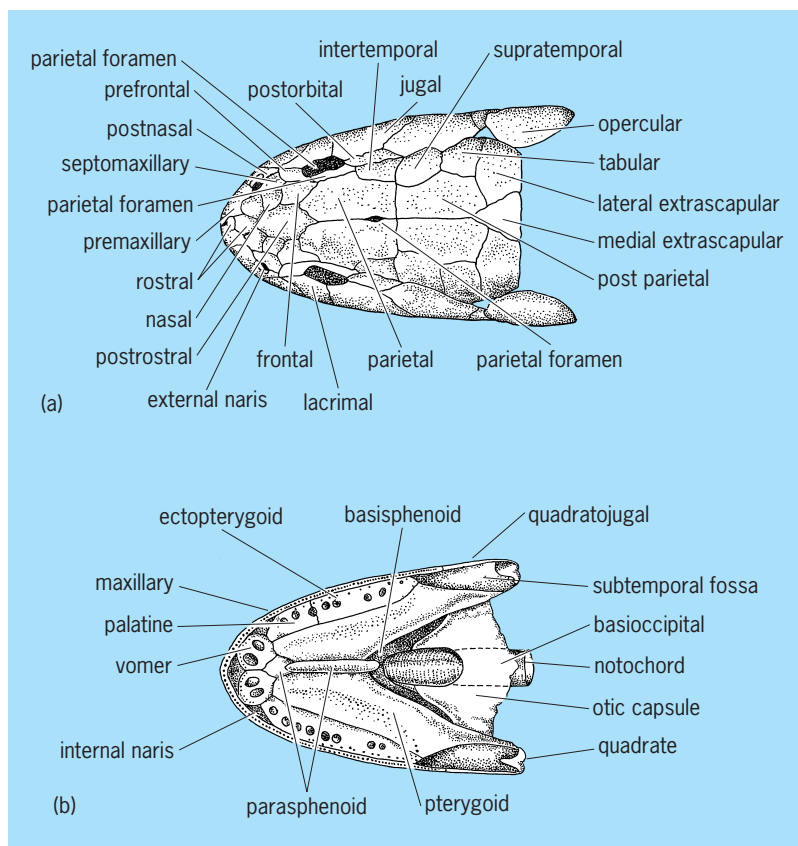 parietal foramen
prefrontal
postnasal
septomaxillary
parietal foramen
premaxillary
rostral
nasal
postrostral
external naris
postorbital
intertemporal
jugal
supratemporal
opercular
tabular
lateral extrascapular
medial extrascapular
post parietal
frontal
lacrimal
parietal
parietal foramen
(a)
ectopterygoid
basisphenoid
quadratojugal
maxillary
palatine
vomer
internal naris
subtemporal fossa
basioccipital
notochord
otic capsule
quadrate
parasphenoid
pterygoid
(b)